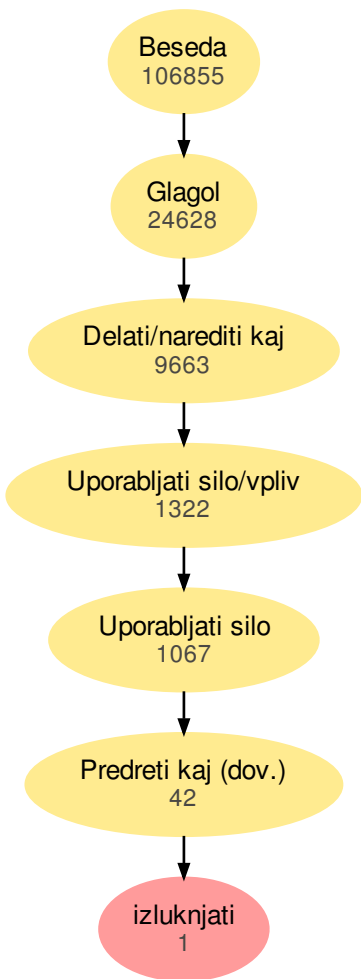 Beseda
106855
Glagol
24628
Delati/narediti kaj
9663
Uporabljati silo/vpliv
1322
Uporabljati silo
1067
Predreti kaj (dov.)
42
izluknjati
1